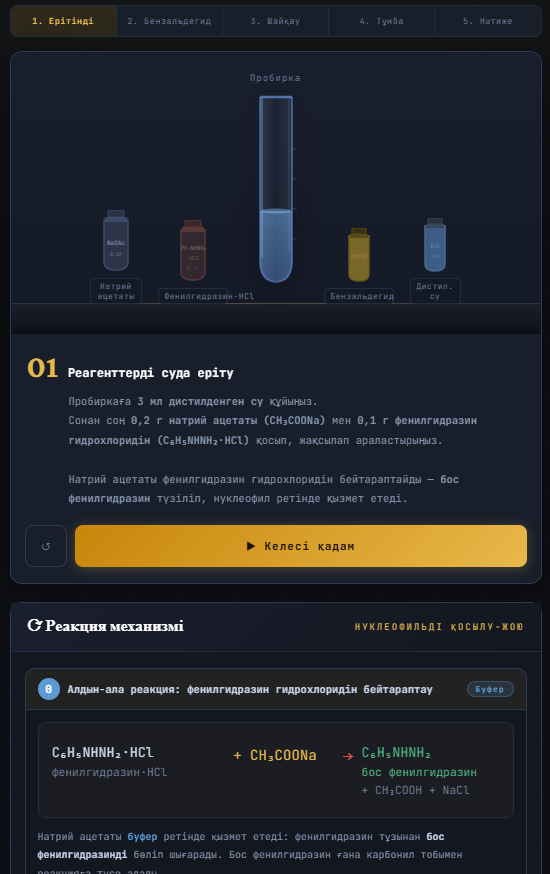 1. Ерітінді
2. Бензальдегид
3. Шайқау
4. Тұнба
5. Нәтиже
Пробирка
NaOAc
0.2г
Ph-NHNH₂
·HCl
0.1г
PhCHO
H₂O
Натрий
ацетаты
Фенилгидразин·HCl
Бензальдегид
Дистил.
су
01 Реагенттерді суда еріту
Пробиркаға 3 мл дистилденген су құйыңыз.
Сонан соң 0,2 г натрий ацетаты (CH₃COONa) мен 0,1 г фенилгидразин
гидрохлоридін (C₆H₅NHNH₂·HCl) қосып, жақсылап араластырыңыз.
Натрий ацетаты фенилгидразин гидрохлоридін бейтараптайды — бос
фенилгидразин түзіліп, нуклеофил ретінде қызмет етеді.
↺
▶ Келесі қадам
⟳ Реакция механизмі
НУКЛЕОФИЛЬДІ ҚОСЫЛУ-ЖОЮ
0 Алдын-ала реакция: фенилгидразин гидрохлоридін бейтараптау
Буфер
C₆H₅NHNH₂·HCl + CH₃COONa → C₆H₅NHNH₂
фенилгидразин·HCl
бос фенилгидразин
+ CH₃COOH + NaCl
Натрий ацетаты буфер ретінде қызмет етеді: фенилгидразин тұзынан бос
фенилгидразинді бөліп шығарады. Бос фенилгидразин ғана карбонил тобымен